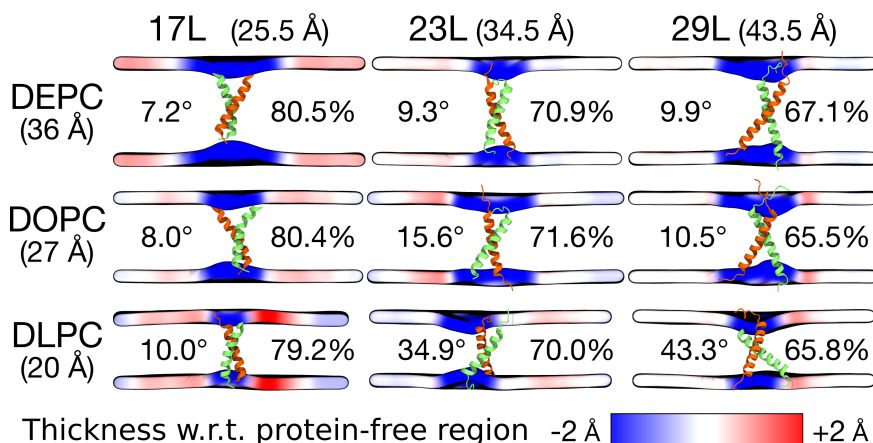 17L (25.5 Å) 23L (34.5 Å) 29L (43.5 Å)
DEPC
(36 Å)
7.2° 80.5% 9.3° 70.9% 9.9° 67.1%
DOPC
(27 Å)
8.0° 80.4% 15.6° 71.6% 10.5° 65.5%
DLPC
(20 Å)
10.0° 79.2% 34.9° 70.0% 43.3° 65.8%
Thickness w.r.t. protein-free region -2 Å +2 Å